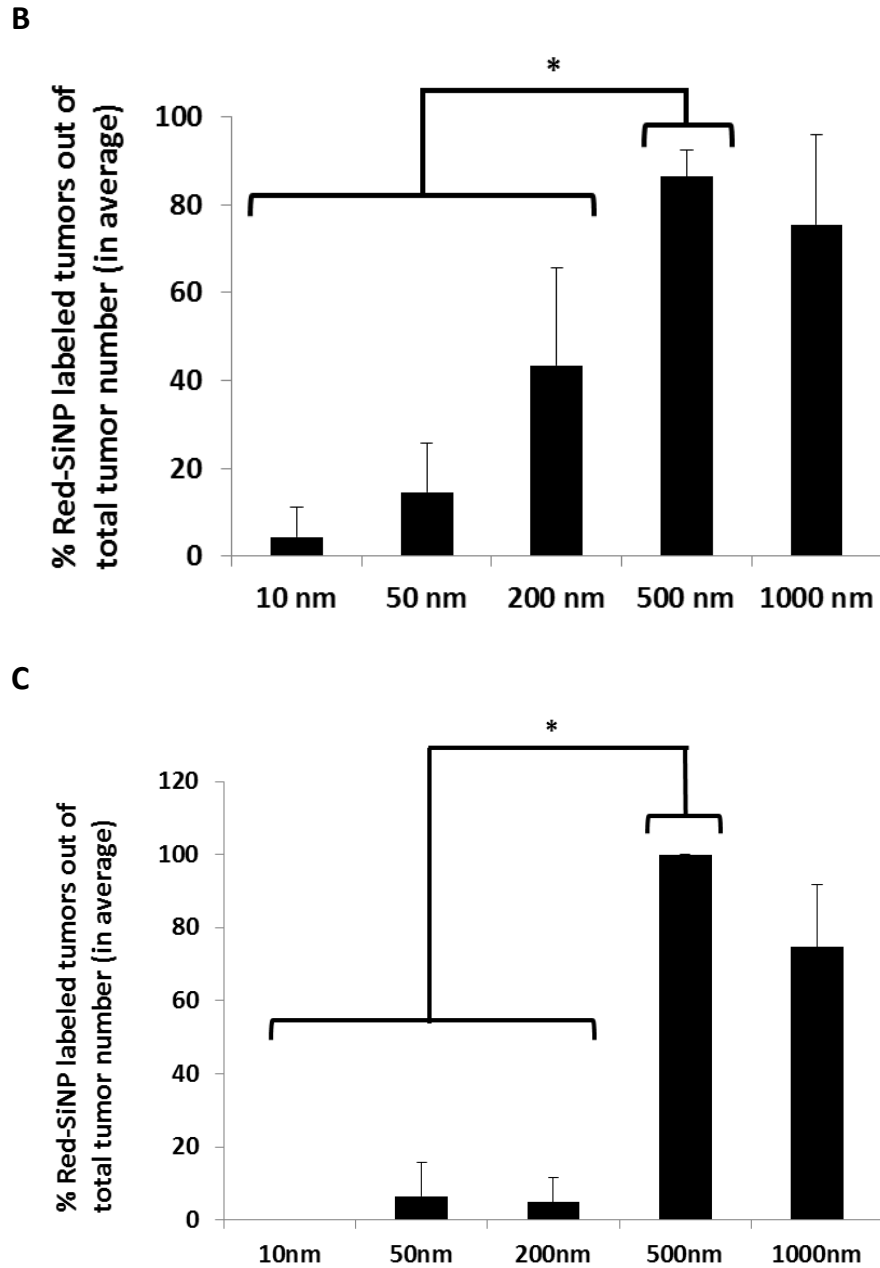 B
% Red-SiNP labeled tumors out of
total tumor number (in average)
*
100
80
60
40
20
0
10 nm 50 nm 200 nm 500 nm 1000 nm
C
% Red-SiNP labeled tumors out of
total tumor number (in average)
*
120
100
80
60
40
20
0
10nm 50nm 200nm 500nm 1000nm